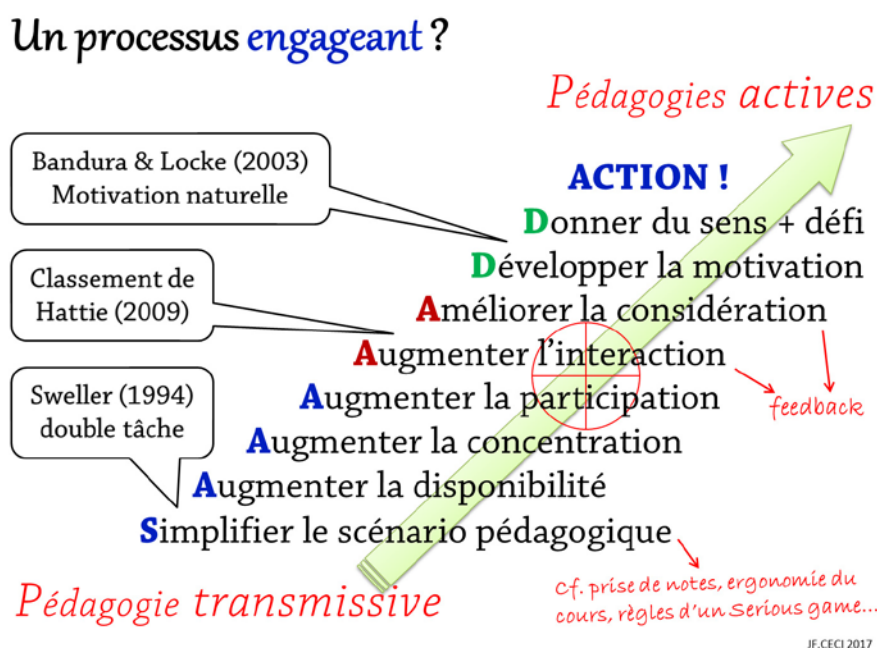 Un processus engageant ?
Pédagogies actives
Bandura & Locke (2003)
Motivation naturelle
ACTION !
Donner du sens + défi
Développer la motivation
Classement de
Hattie (2009)
Améliorer la considération
Augmenter l'interaction
Sweller (1994)
double tâche
Augmenter la participation
feedback
Augmenter la concentration
Augmenter la disponibilité
Simplifier le scénario pédagogique
Pédagogie transmissive
Cf. prise de notes, ergonomie du
cours, règles d'un Serious game...
JF.CECI 2017